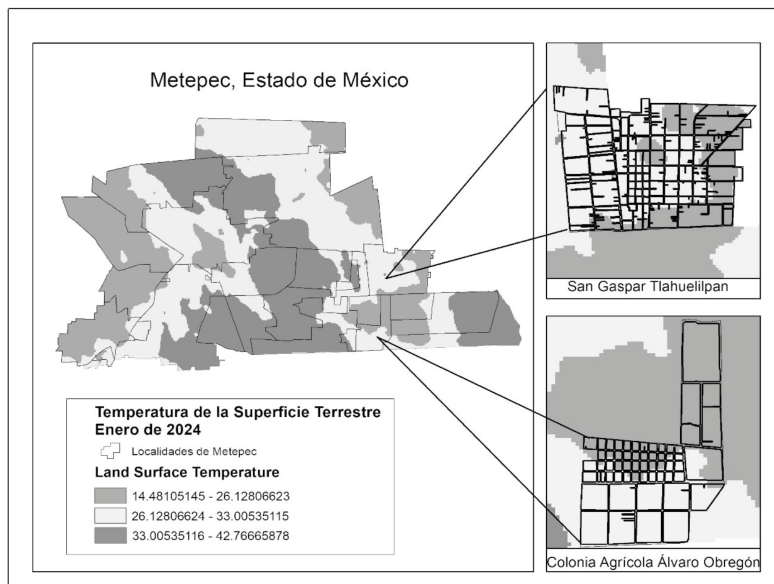 Metepec, Estado de México
San Gaspar Tlahuelilpan
Temperatura de la Superficie Terrestre
Enero de 2024
Localidades de Metepec
Land Surface Temperature
14.48105145 - 26.12806623
26.12806624 - 33.00535115
33.00535116 - 42.76665878
Colonia Agrícola Álvaro Obregón